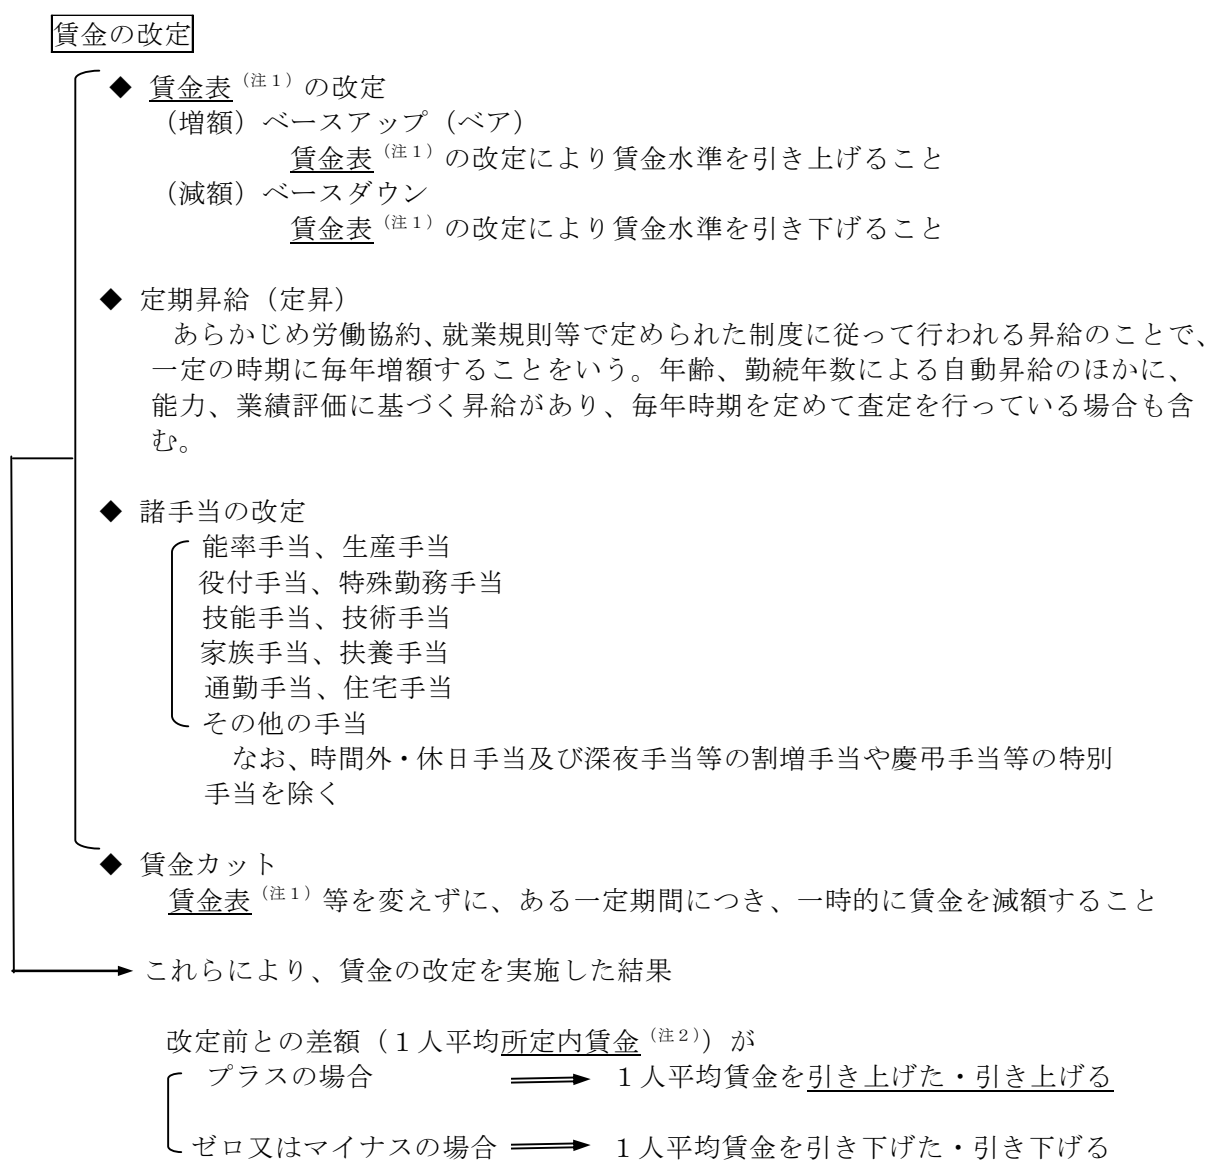 賃金の改定
◆ 賃金表（注１）の改定
（増額）ベースアップ（ベア）
賃金表（注１）の改定により賃金水準を引き上げること
（減額）ベースダウン
賃金表（注１）の改定により賃金水準を引き下げること
◆ 定期昇給（定昇）
あらかじめ労働協約、就業規則等で定められた制度に従って行われる昇給のことで、
一定の時期に毎年増額することをいう。年齢、勤続年数による自動昇給のほかに、
能力、業績評価に基づく昇給があり、毎年時期を定めて査定を行っている場合も含
む。
◆ 諸手当の改定
能率手当、生産手当
役付手当、特殊勤務手当
技能手当、技術手当
家族手当、扶養手当
通勤手当、住宅手当
その他の手当
なお、時間外・休日手当及び深夜手当等の割増手当や慶弔手当等の特別
手当を除く
◆ 賃金カット
賃金表（注１）等を変えずに、ある一定期間につき、一時的に賃金を減額すること
これらにより、賃金の改定を実施した結果
改定前との差額（１人平均所定内賃金（注２））が
プラスの場合 １人平均賃金を引き上げた・引き上げる
ゼロ又はマイナスの場合 １人平均賃金を引き下げた・引き下げる